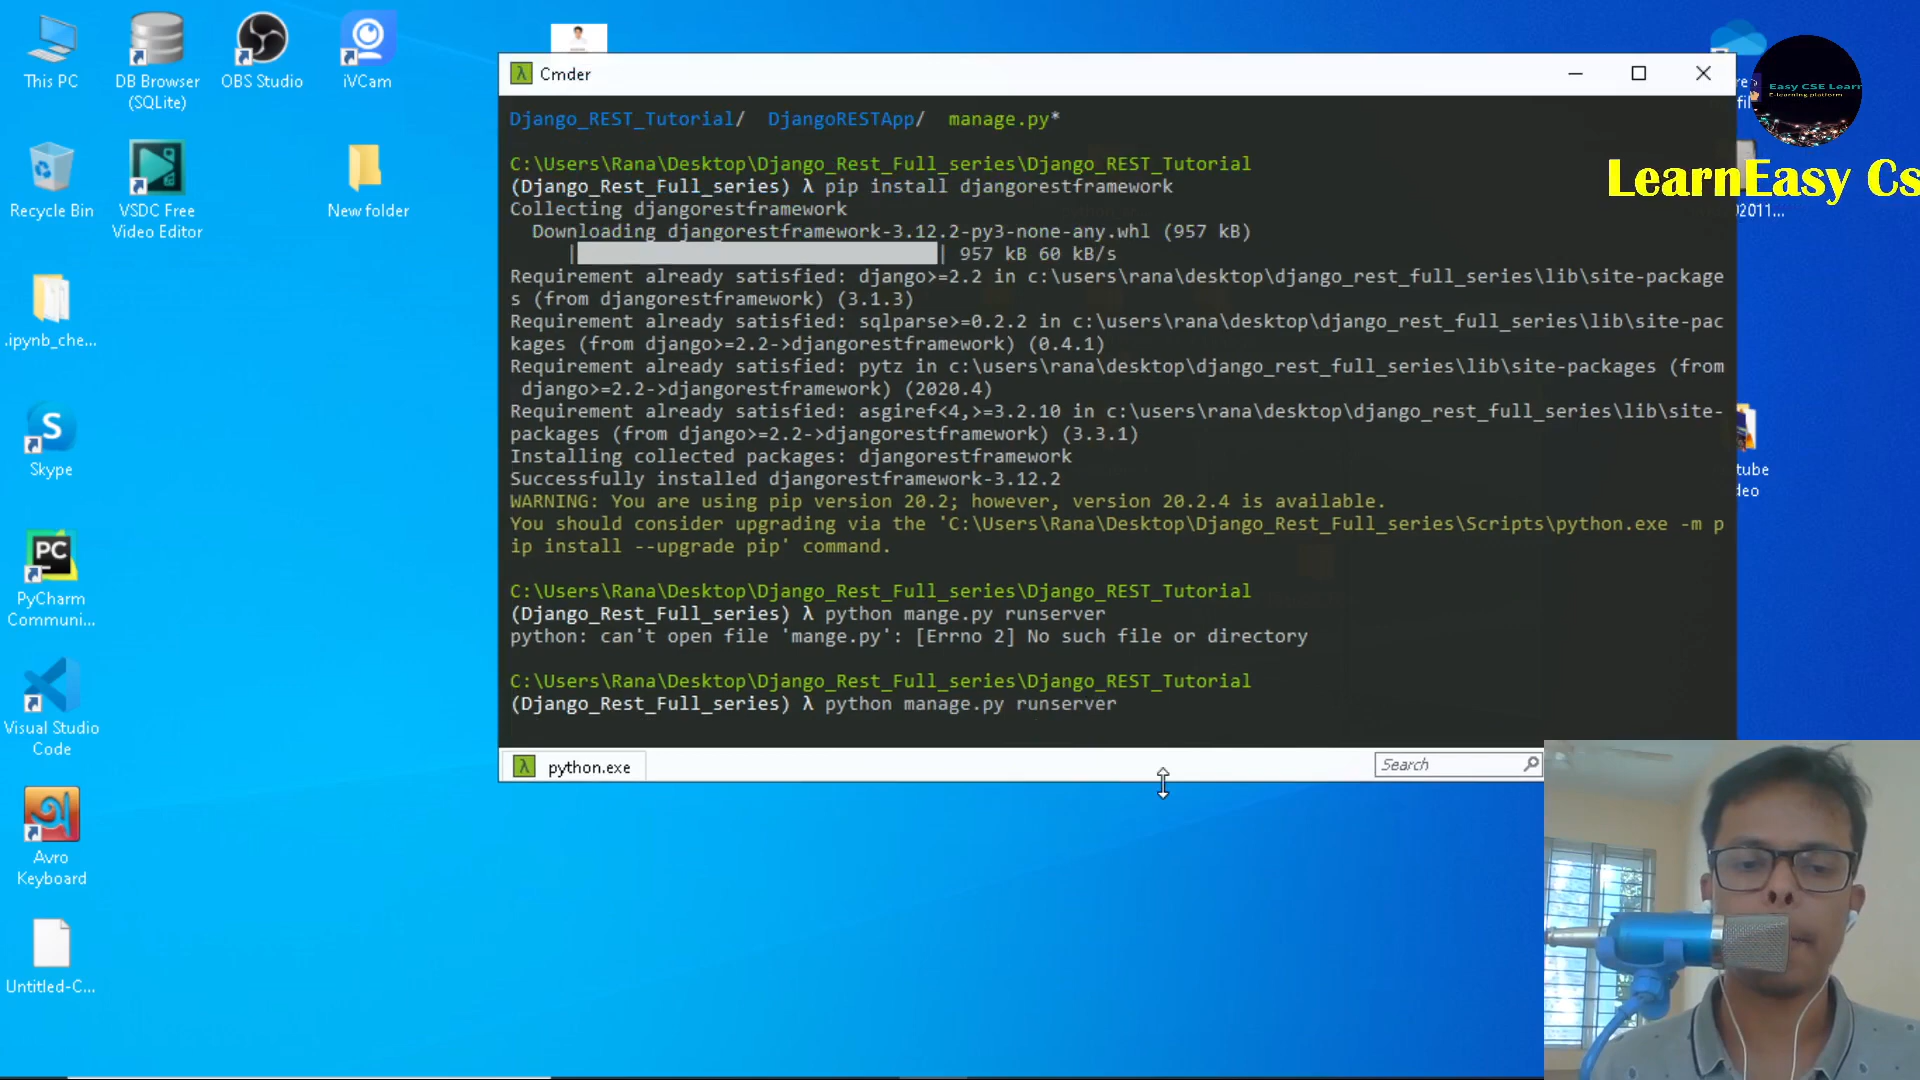 This PC
DB Browser
(SQLite)
OBS Studio
iVCam
Recycle Bin
VSDC Free
Video Editor
New folder
.ipynb_che...
Skype
PyCharm
Communi...
Visual Studio
Code
Avro
Keyboard
Untitled-C...
Cmder
Django_REST_Tutorial/  DjangoRESTApp/  manage.py*
C:\Users\Rana\Desktop\Django_Rest_Full_series\Django_REST_Tutorial
(Django_Rest_Full_series) λ pip install djangorestframework
Collecting djangorestframework
Downloading djangorestframework-3.12.2-py3-none-any.whl (957 kB)
| | 957 kB 60 kB/s
Requirement already satisfied: django>=2.2 in c:\users\rana\desktop\django_rest_full_series\lib\site-package
s (from djangorestframework) (3.1.3)
Requirement already satisfied: sqlparse>=0.2.2 in c:\users\rana\desktop\django_rest_full_series\lib\site-pac
kages (from django>=2.2->djangorestframework) (0.4.1)
Requirement already satisfied: pytz in c:\users\rana\desktop\django_rest_full_series\lib\site-packages (from
django>=2.2->djangorestframework) (2020.4)
Requirement already satisfied: asgiref<4,>=3.2.10 in c:\users\rana\desktop\django_rest_full_series\lib\site-
packages (from django>=2.2->djangorestframework) (3.3.1)
Installing collected packages: djangorestframework
Successfully installed djangorestframework-3.12.2
WARNING: You are using pip version 20.2; however, version 20.2.4 is available.
You should consider upgrading via the 'C:\Users\Rana\Desktop\Django_Rest_Full_series\Scripts\python.exe -m p
ip install --upgrade pip' command.
C:\Users\Rana\Desktop\Django_Rest_Full_series\Django_REST_Tutorial
(Django_Rest_Full_series) λ python mange.py runserver
python: can't open file 'mange.py': [Errno 2] No such file or directory
C:\Users\Rana\Desktop\Django_Rest_Full_series\Django_REST_Tutorial
(Django_Rest_Full_series) λ python manage.py runserver
python.exe
Search
Easy CSE Learn
E-learning platform
LearnEasy Cs
02011...
tube
deo